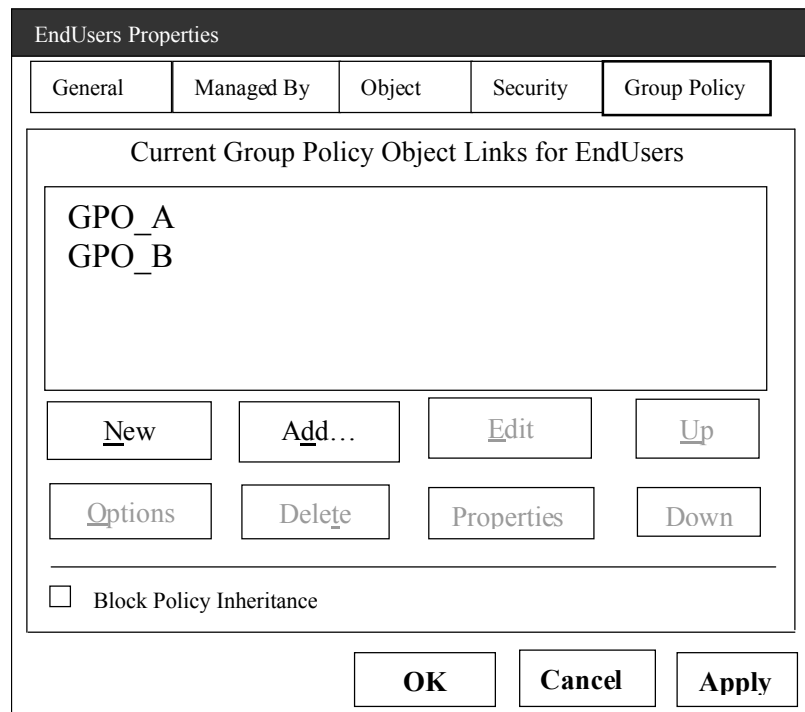 EndUsers Properties
General Managed By Object Security Group Policy
Current Group Policy Object Links for EndUsers
GPO_A
GPO_B
New Add… Edit Up
Options Delete Properties Down
Block Policy Inheritance
OK Cancel Apply